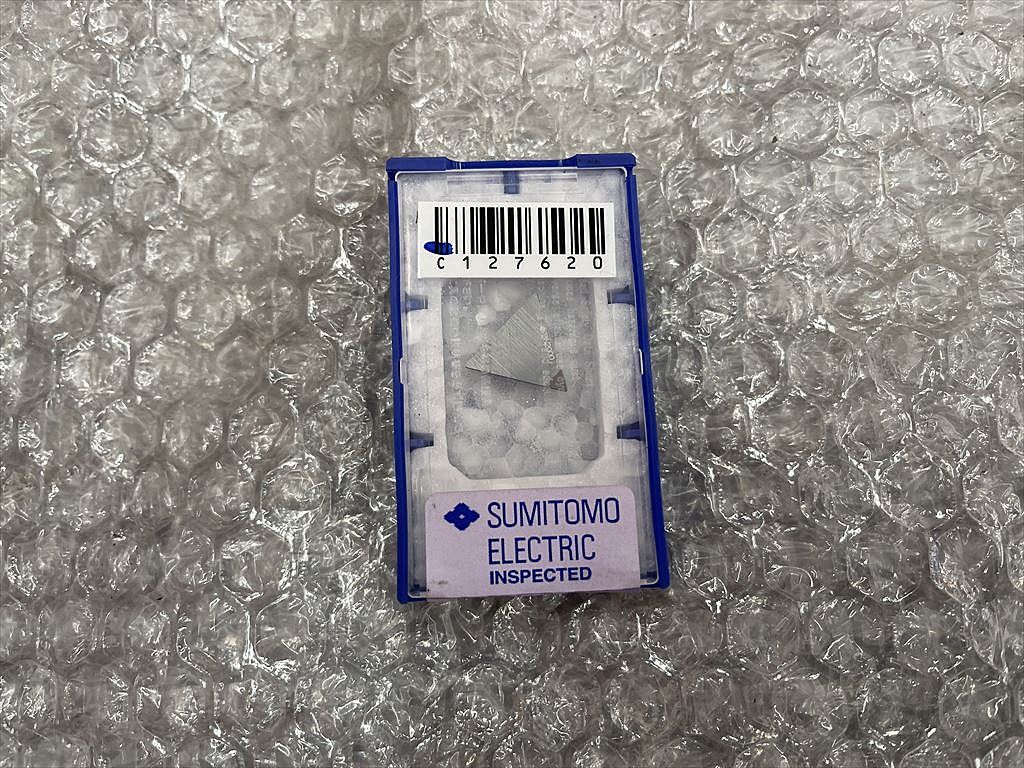 C127620
SUMITOMO
ELECTRIC
INSPECTED